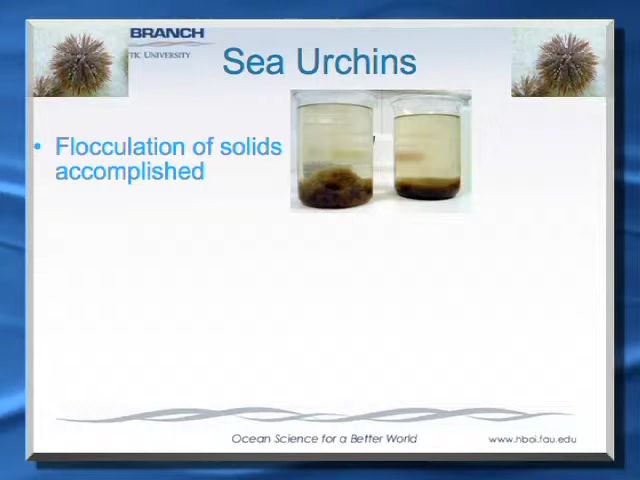 BRANCH
TIC UNIVERSITY
Sea Urchins
• Flocculation of solids
accomplished
Ocean Science for a Better World
www.hboi.fau.edu